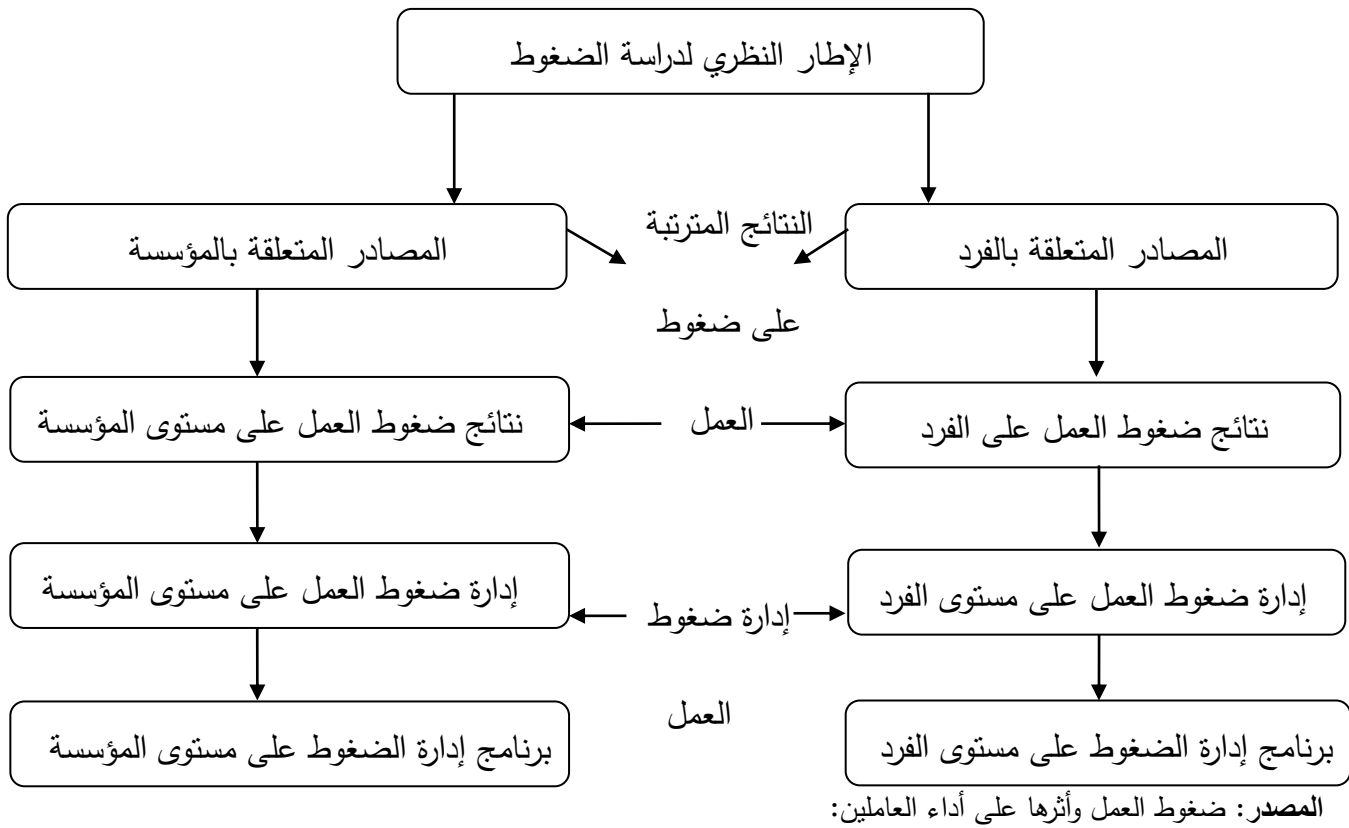 الإطار النظري لدراسة الضغوط
المصادر المتعلقة بالفرد
النتائج المترتبة
المصادر المتعلقة بالمؤسسة
على ضغوط
نتائج ضغوط العمل على الفرد
العمل
نتائج ضغوط العمل على مستوى المؤسسة
إدارة ضغوط العمل على مستوى الفرد
إدارة ضغوط
إدارة ضغوط العمل على مستوى المؤسسة
العمل
برنامج إدارة الضغوط على مستوى الفرد
برنامج إدارة الضغوط على مستوى المؤسسة
المصدر: ضغوط العمل وأثرها على أداء العاملين: